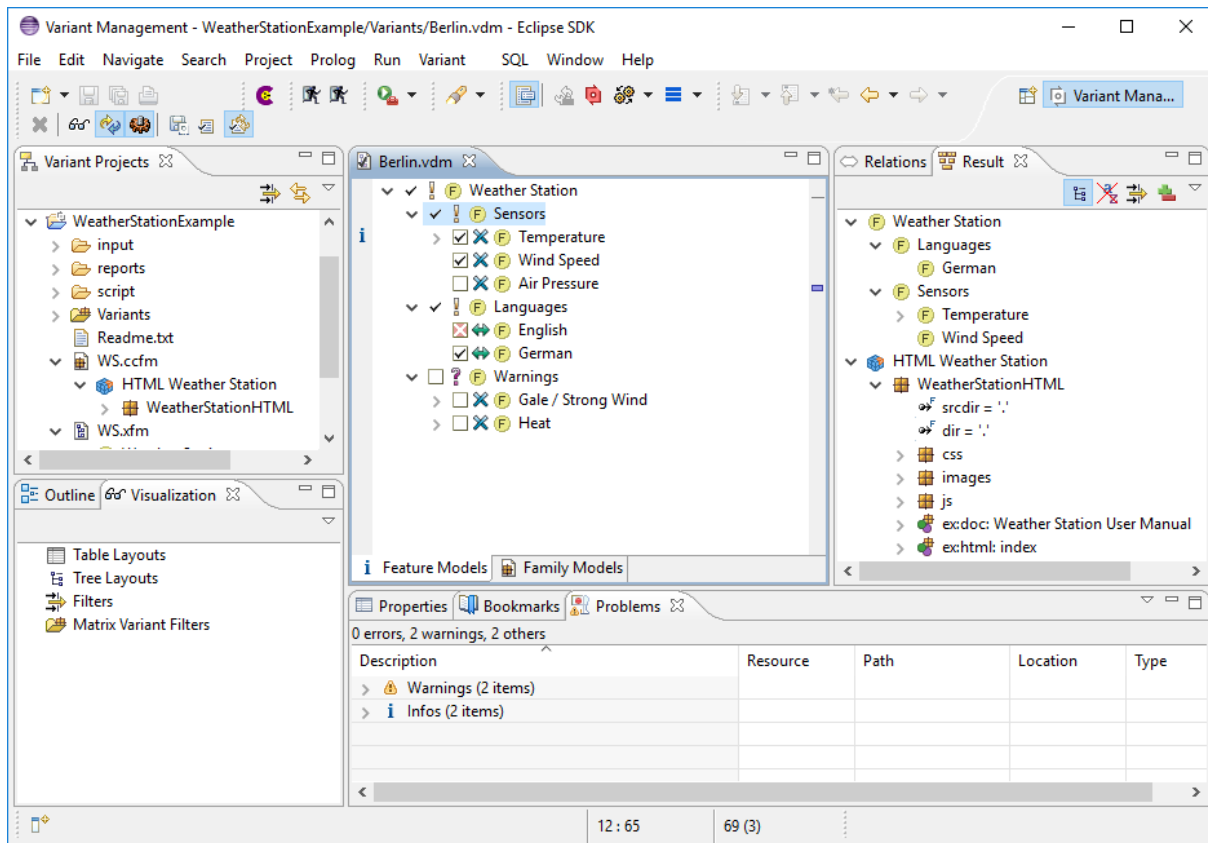 Variant Management - WeatherStationExample/Variants/Berlin.vdm - Eclipse SDK
File Edit Navigate Search Project Prolog Run Variant SQL Window Help
Variant Mana...
Variant Projects
WeatherStationExample
input
reports
script
Variants
Readme.txt
WS.ccfm
HTML Weather Station
WeatherStationHTML
WS.xfm
Outline Visualization
Table Layouts
Tree Layouts
Filters
Matrix Variant Filters
Berlin.vdm
Weather Station
Sensors
Temperature
Wind Speed
Air Pressure
Languages
English
German
Warnings
Gale / Strong Wind
Heat
Feature Models Family Models
Relations Result
Weather Station
Languages
German
Sensors
Temperature
Wind Speed
HTML Weather Station
WeatherStationHTML
srcdir = '.'
dir = '.'
css
images
js
ex:doc: Weather Station User Manual
ex:html: index
Properties Bookmarks Problems
0 errors, 2 warnings, 2 others
Description Resource Path Location Type
Warnings (2 items)
Infos (2 items)
12 : 65 69 (3)